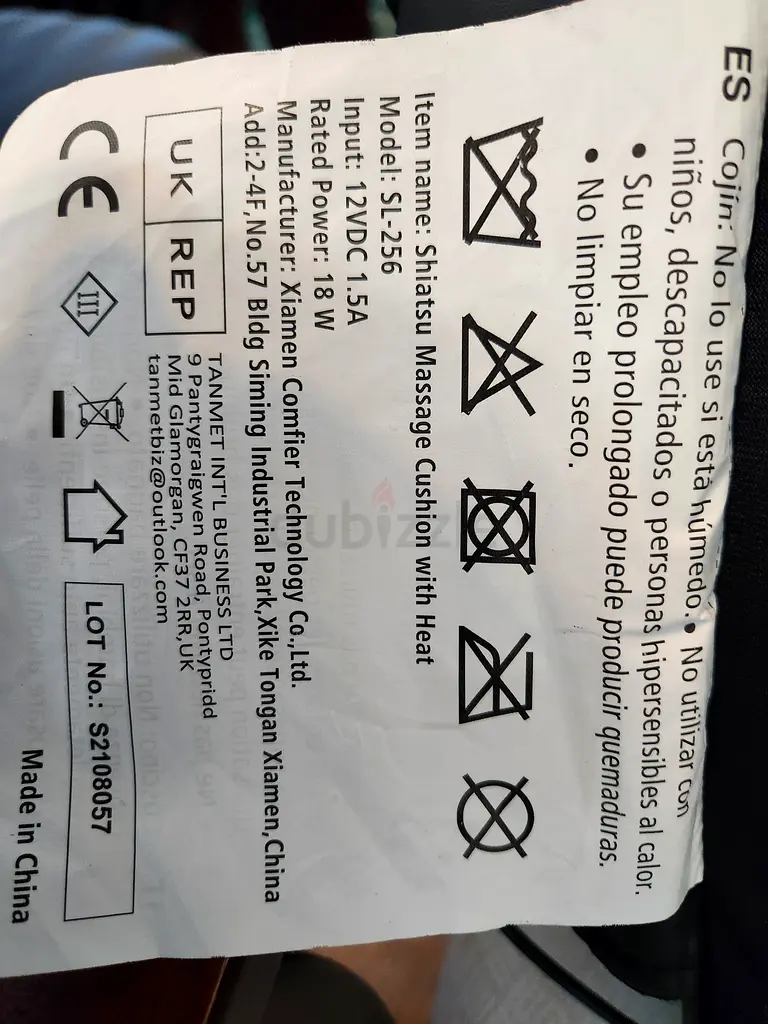 ES Cojín: No lo use si está húmedo. • No utilizar con
niños, descapacitados o personas hipersensibles al calor.
• Su empleo prolongado puede producir quemaduras.
• No limpiar en seco.
Item name: Shiatsu Massage Cushion with Heat
Model: SL-256
Input: 12VDC 1.5A
Rated Power: 18 W
Manufacturer: Xiamen Comfier Technology Co.,Ltd.
Add:2-4F,No.57 Bldg Siming Industrial Park,Xike Tongan Xiamen,China
UK REP
TANMET INT'L BUSINESS LTD
9 Pantygraigwen Road, Pontypridd
Mid Glamorgan, CF37 2RR,UK
tanmetbiz@outlook.com
CE III
LOT No.: S2108057
Made in China
dubizzle